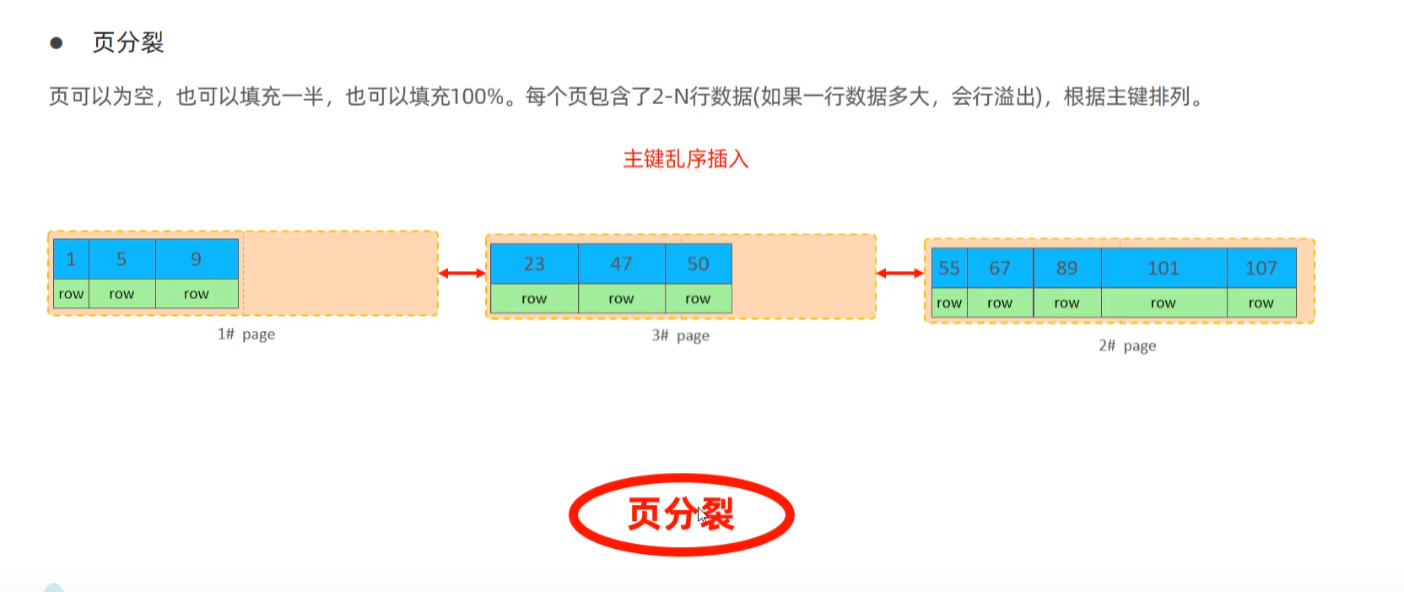 ● 页分裂
页可以为空，也可以填充一半，也可以填充100%。每个页包含了2-N行数据(如果一行数据多大，会行溢出)，根据主键排列。
主键乱序插入
1 5 9
row row row
1# page
23 47 50
row row row
3# page
55 67 89 101 107
row row row row row
2# page
页分裂